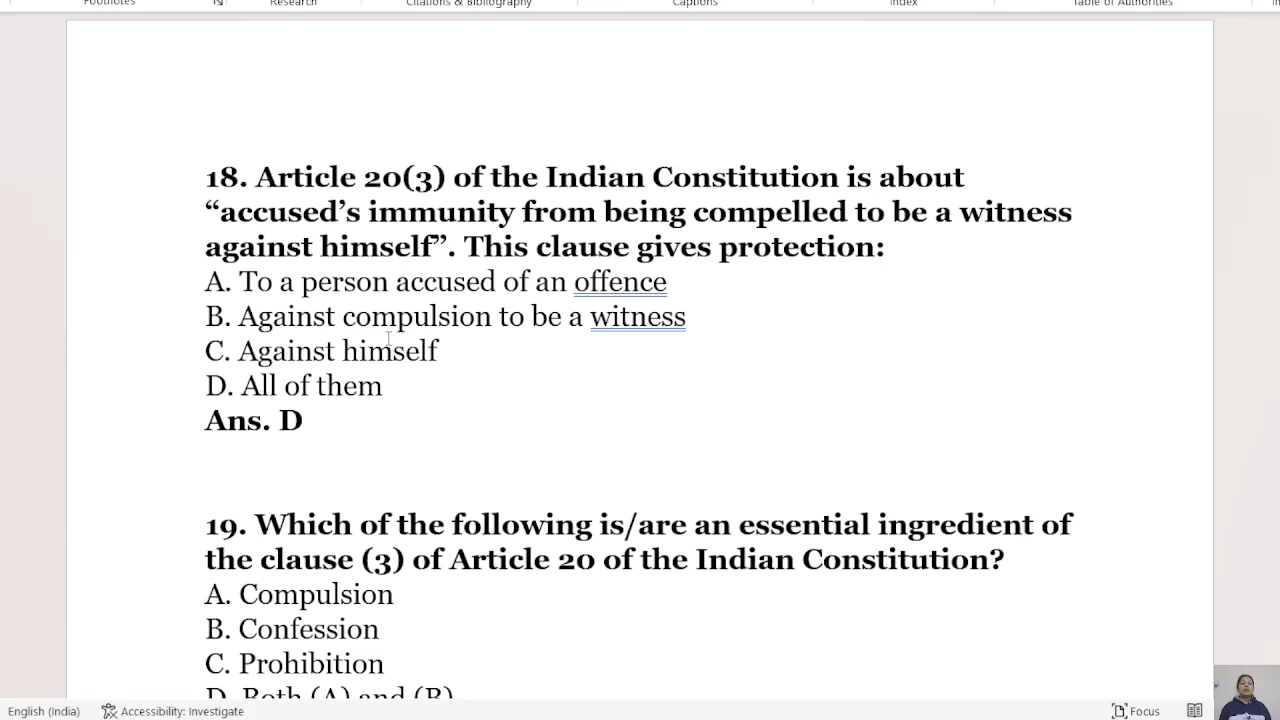 Footnotes Research Citations & Bibliography Captions Index Table of Authorities
18. Article 20(3) of the Indian Constitution is about
“accused’s immunity from being compelled to be a witness
against himself”. This clause gives protection:
A. To a person accused of an offence
B. Against compulsion to be a witness
C. Against himself
D. All of them
Ans. D
19. Which of the following is/are an essential ingredient of
the clause (3) of Article 20 of the Indian Constitution?
A. Compulsion
B. Confession
C. Prohibition
D. Both (A) and (B)
English (India) Accessibility: Investigate Focus